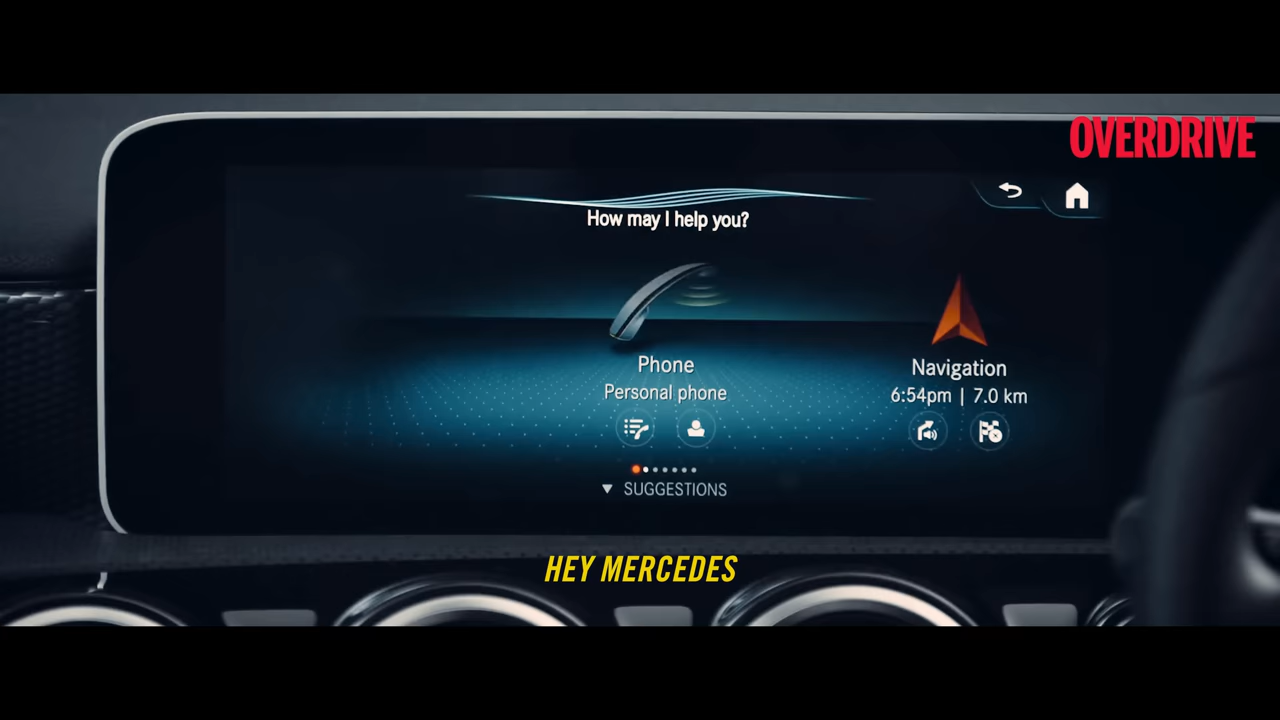 OVERDRIVE
How may I help you?
Phone
Personal phone
Navigation
6:54pm | 7.0 km
SUGGESTIONS
HEY MERCEDES